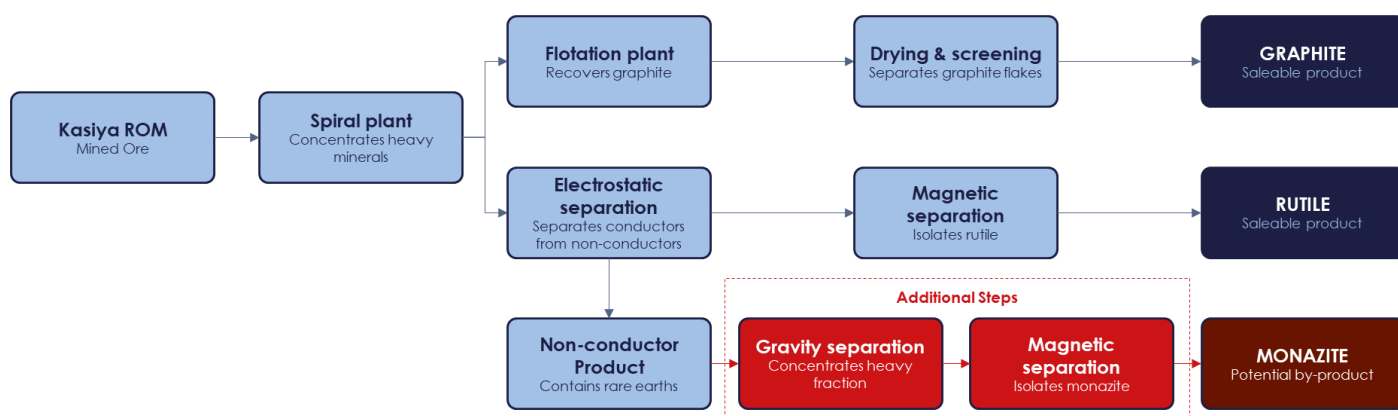 Kasiya ROM
Mined Ore
Spiral plant
Concentrates heavy
minerals
Flotation plant
Recovers graphite
Drying & screening
Separates graphite flakes
GRAPHITE
Saleable product
Electrostatic
separation
Separates conductors
from non-conductors
Magnetic
separation
Isolates rutile
RUTILE
Saleable product
Non-conductor
Product
Contains rare earths
Additional Steps
Gravity separation
Concentrates heavy
fraction
Magnetic
separation
Isolates monazite
MONAZITE
Potential by-product